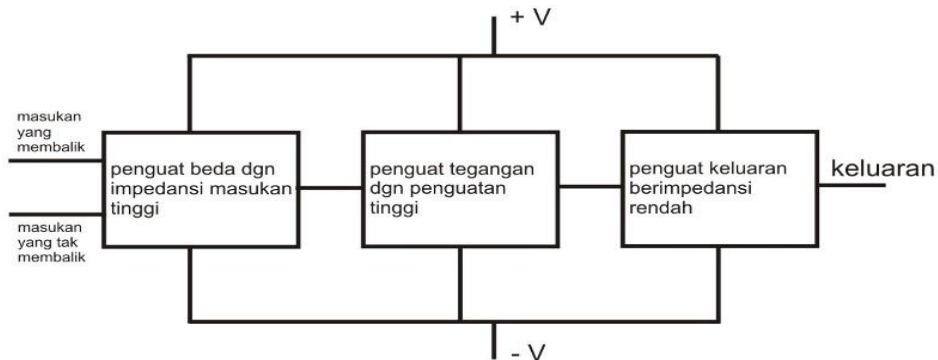 + V
masukan
yang
membalik
masukan
yang tak
membalik
penguat beda dgn
impedansi masukan
tinggi
penguat tegangan
dgn penguatan
tinggi
penguat keluaran
berimpedansi
rendah
keluaran
- V